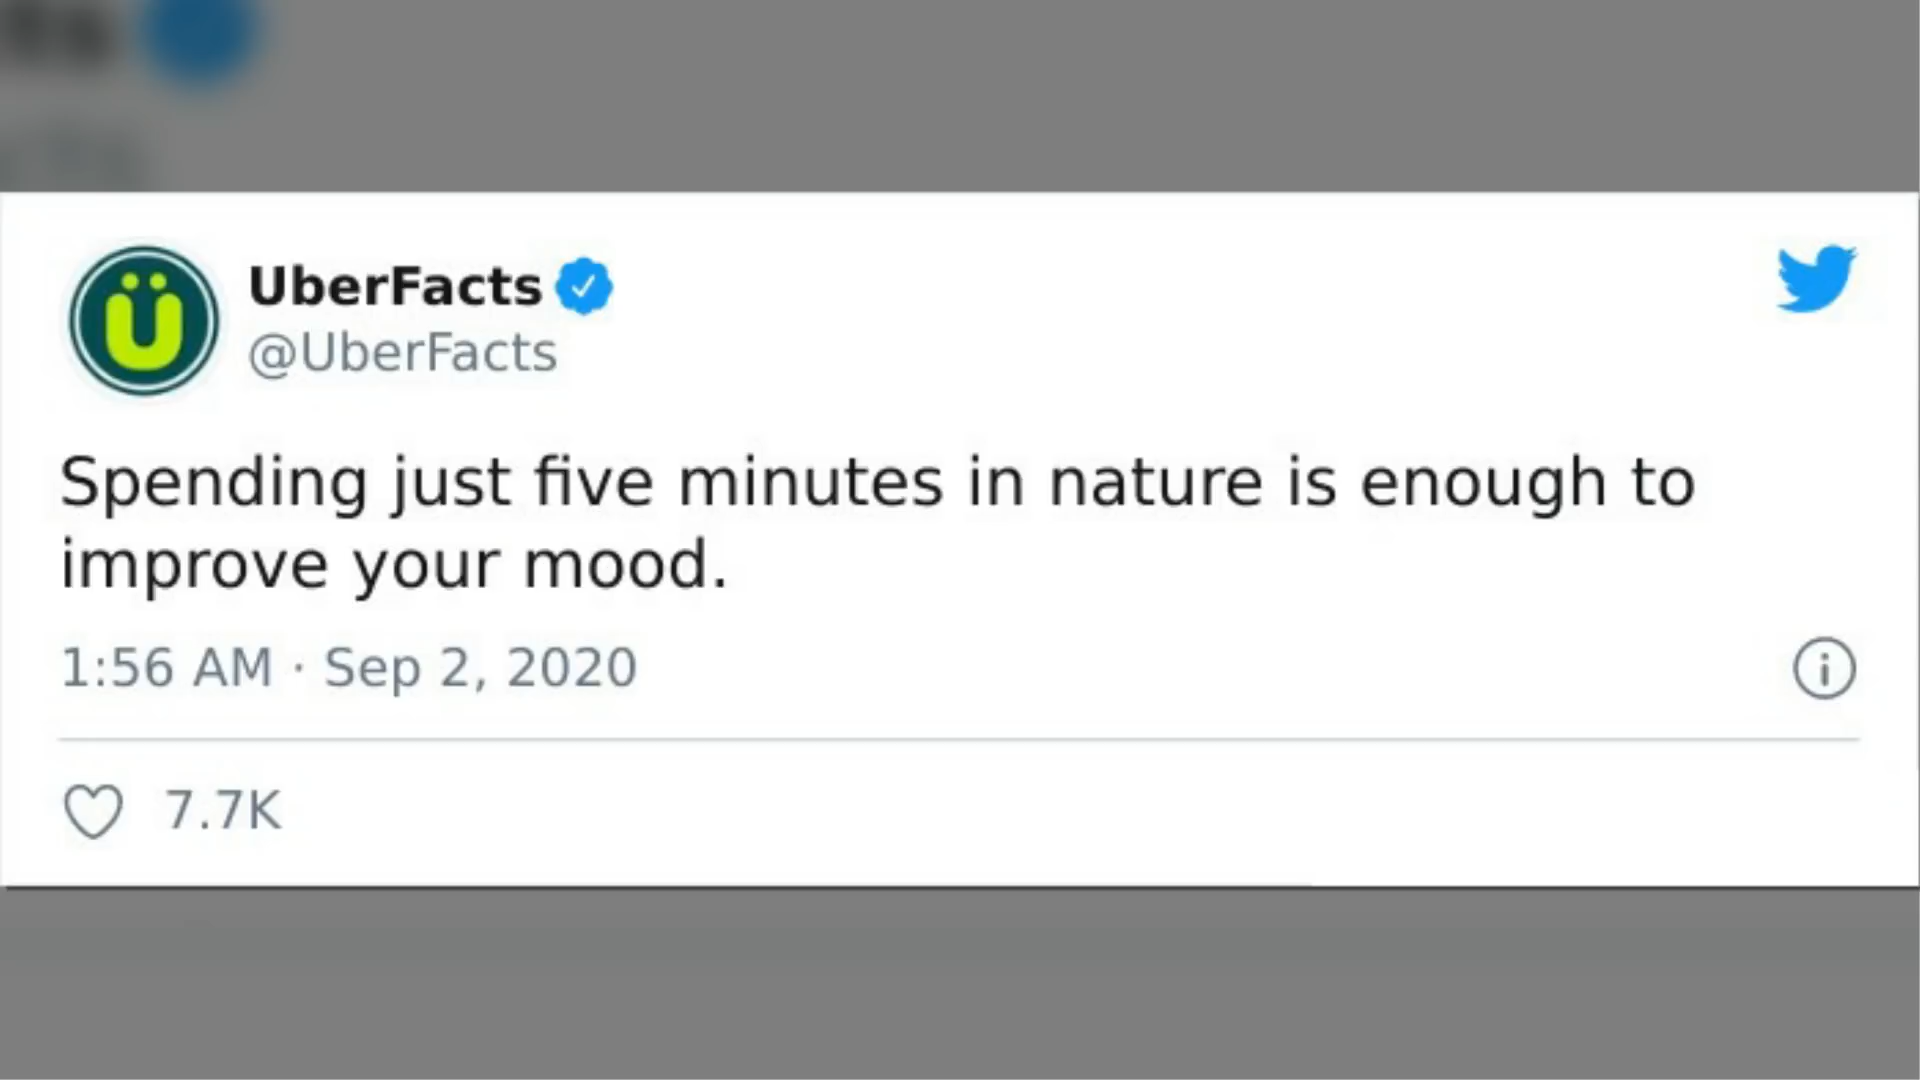 ts
UberFacts
@UberFacts
Spending just five minutes in nature is enough to
improve your mood.
1:56 AM · Sep 2, 2020
7.7K